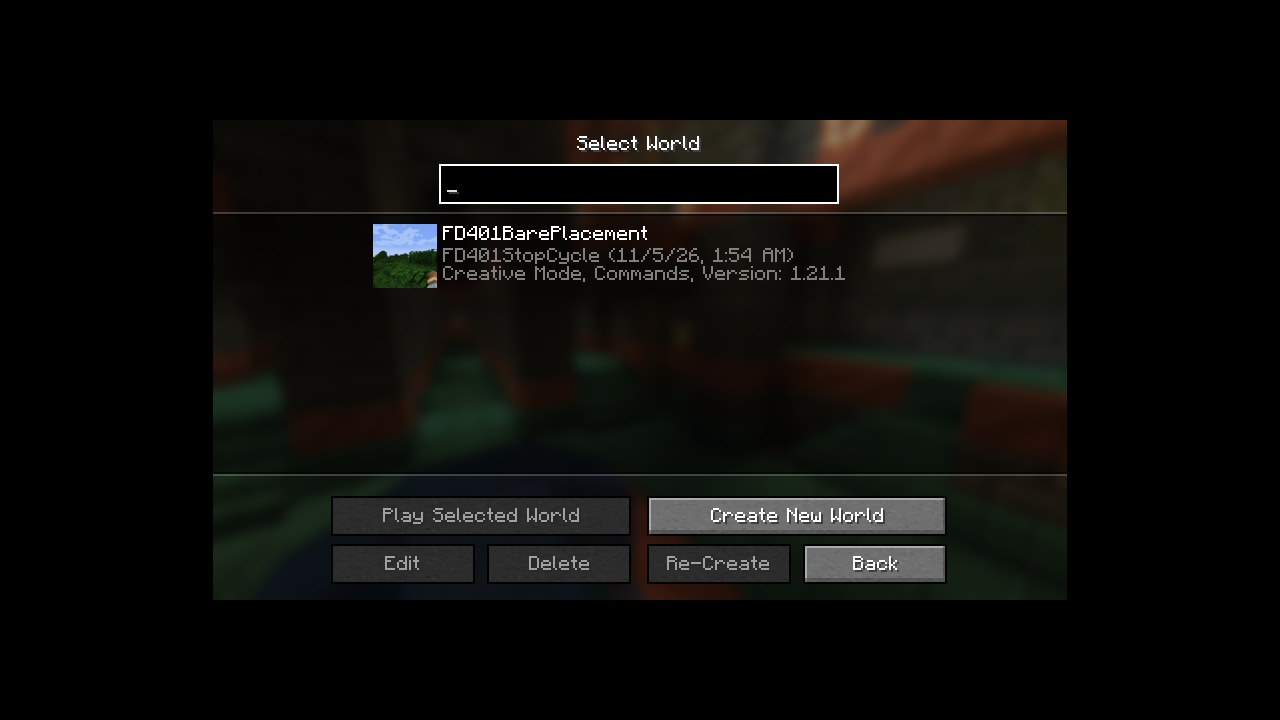 Select World
_
FD401BarePlacement
FD401StopCycle (11/5/26, 1:54 AM)
Creative Mode, Commands, Version: 1.21.1
Play Selected World
Create New World
Edit
Delete
Re-Create
Back